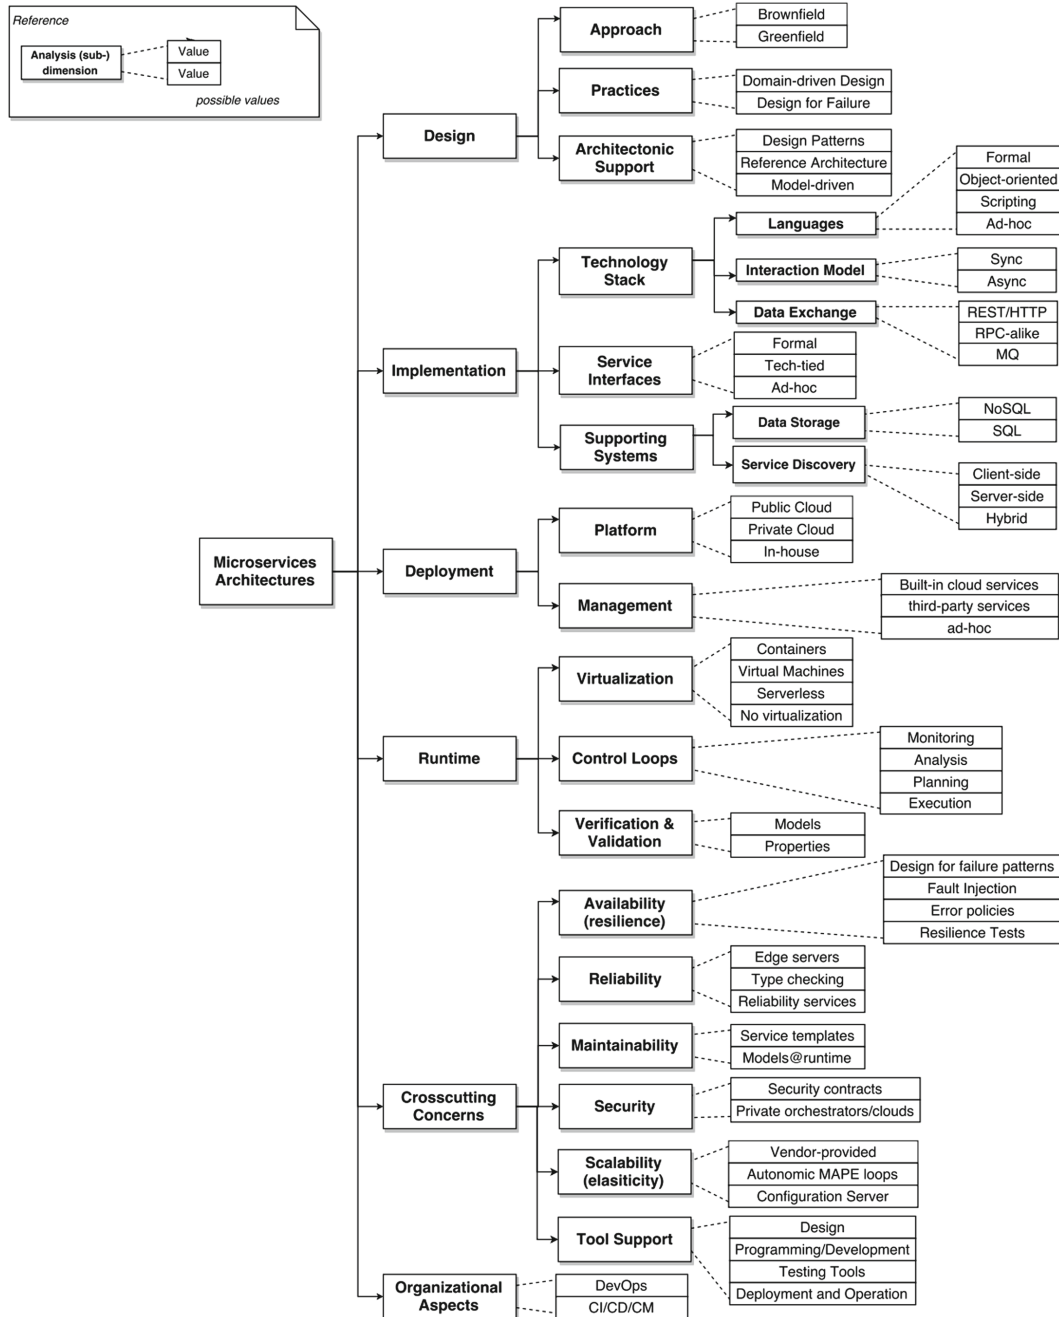 Reference
Analysis (sub-)
dimension
Value
Value
possible values
Microservices
Architectures
Design
Approach
Brownfield
Greenfield
Practices
Domain-driven Design
Design for Failure
Architectonic
Support
Design Patterns
Reference Architecture
Model-driven
Implementation
Technology
Stack
Languages
Formal
Object-oriented
Scripting
Ad-hoc
Interaction Model
Sync
Async
Data Exchange
REST/HTTP
RPC-alike
MQ
Service
Interfaces
Formal
Tech-tied
Ad-hoc
Supporting
Systems
Data Storage
NoSQL
SQL
Service Discovery
Client-side
Server-side
Hybrid
Deployment
Platform
Public Cloud
Private Cloud
In-house
Management
Built-in cloud services
third-party services
ad-hoc
Runtime
Virtualization
Containers
Virtual Machines
Serverless
No virtualization
Control Loops
Monitoring
Analysis
Planning
Execution
Verification &
Validation
Models
Properties
Crosscutting
Concerns
Availability
(resilience)
Design for failure patterns
Fault Injection
Error policies
Resilience Tests
Reliability
Edge servers
Type checking
Reliability services
Maintainability
Service templates
Models@runtime
Security
Security contracts
Private orchestrators/clouds
Scalability
(elasiticity)
Vendor-provided
Autonomic MAPE loops
Configuration Server
Tool Support
Design
Programming/Development
Testing Tools
Deployment and Operation
Organizational
Aspects
DevOps
CI/CD/CM